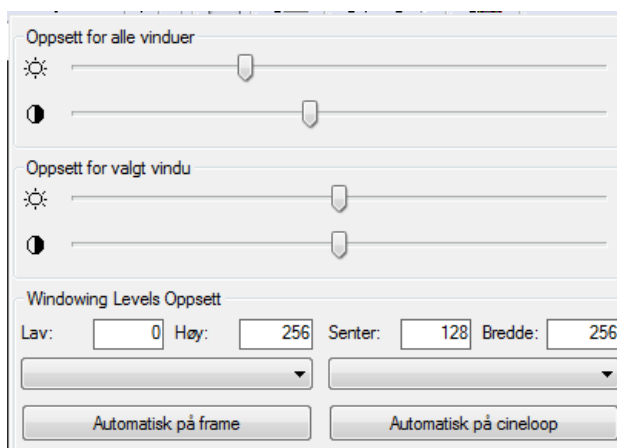 Oppsett for alle vinduer
Oppsett for valgt vindu
Windowing Levels Oppsett
Lav: 0 Høy: 256 Senter: 128 Bredde: 256
Automatisk på frame Automatisk på cineloop